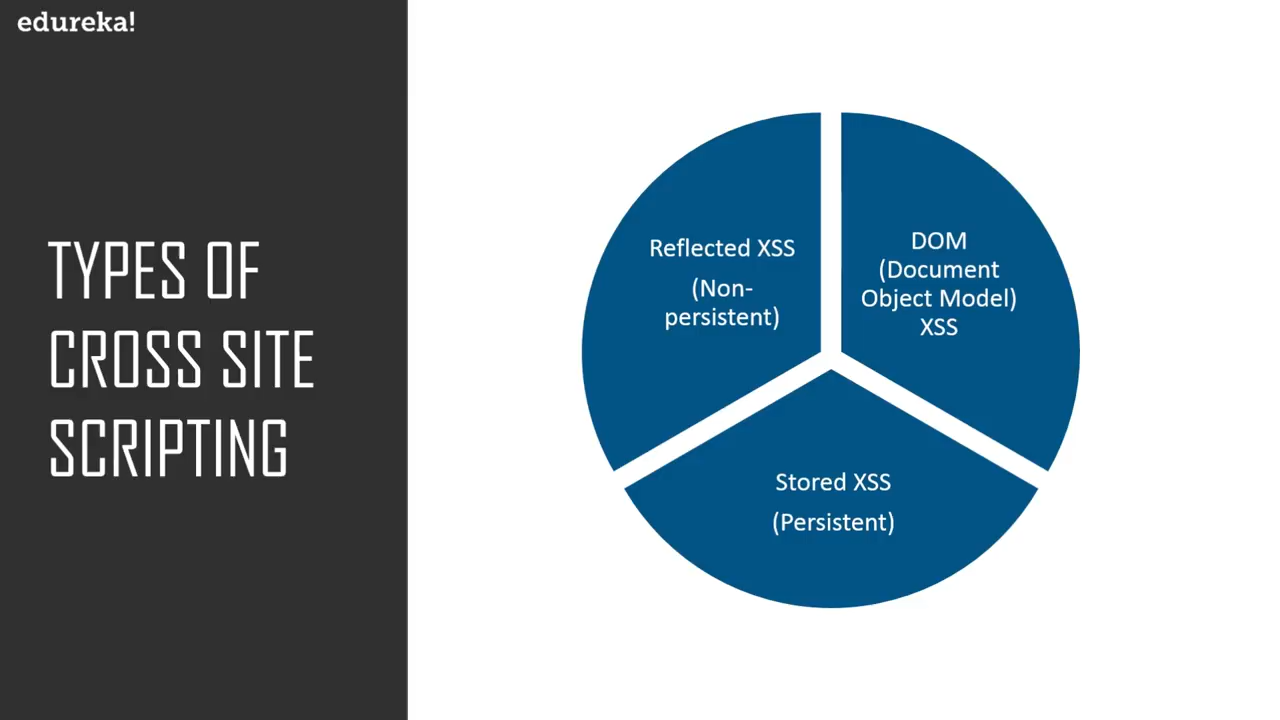 edureka!
TYPES OF
CROSS SITE
SCRIPTING
Reflected XSS
(Non-
persistent)
DOM
(Document
Object Model)
XSS
Stored XSS
(Persistent)